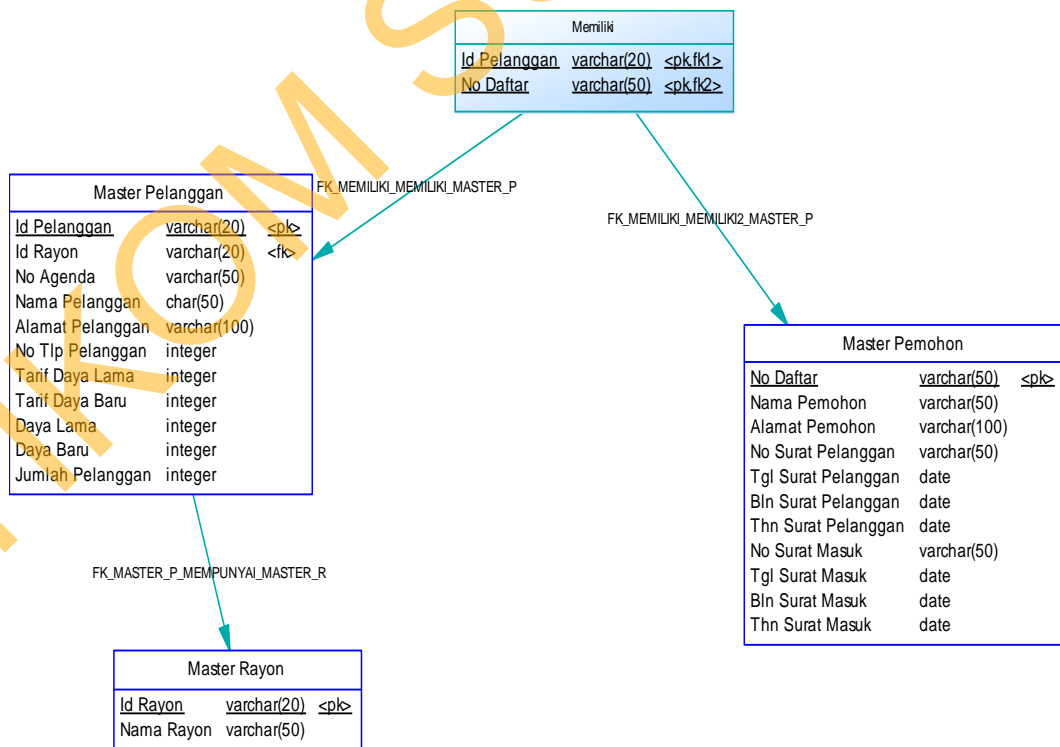 Memiliki
Id Pelanggan varchar(20) <pk,fk1>
No Daftar varchar(50) <pk,fk2>
FK_MEMILIKI_MEMILIKI_MASTER_P
FK_MEMILIKI_MEMILIKI2_MASTER_P
Master Pelanggan
Id Pelanggan varchar(20) <pk>
Id Rayon varchar(20) <fk>
No Agenda varchar(50)
Nama Pelanggan char(50)
Alamat Pelanggan varchar(100)
No Tlp Pelanggan integer
Tarif Daya Lama integer
Tarif Daya Baru integer
Daya Lama integer
Daya Baru integer
Jumlah Pelanggan integer
Master Pemohon
No Daftar varchar(50) <pk>
Nama Pemohon varchar(50)
Alamat Pemohon varchar(100)
No Surat Pelanggan varchar(50)
Tgl Surat Pelanggan date
Bln Surat Pelanggan date
Thn Surat Pelanggan date
No Surat Masuk varchar(50)
Tgl Surat Masuk date
Bln Surat Masuk date
Thn Surat Masuk date
FK_MASTER_P_MEMPUNYAI_MASTER_R
Master Rayon
Id Rayon varchar(20) <pk>
Nama Rayon varchar(50)
IKOM S